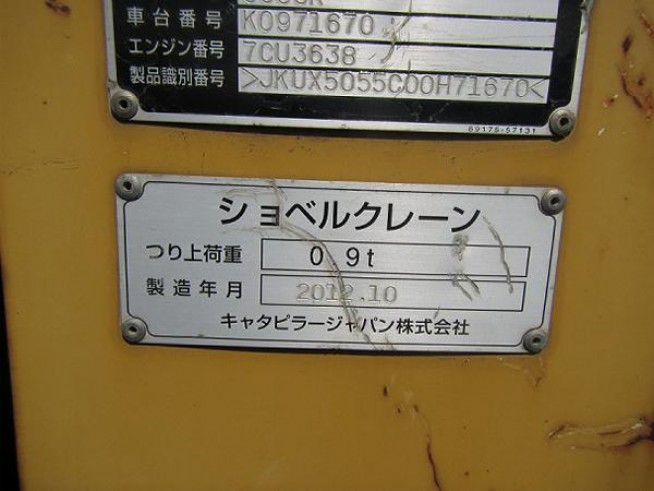 車台番号 K0971670
エンジン番号 7CU3638
製品識別番号 >JKUX5055C00H71670<
69175-57131
ショベルクレーン
つり上荷重 0.9t
製造年月 2012.10
キャタピラージャパン株式会社